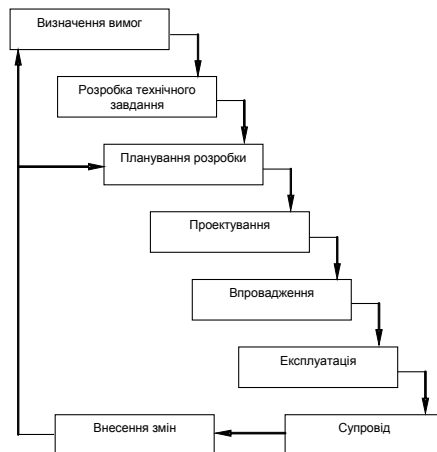 Визначення вимог
Розробка технічного
завдання
Планування розробки
Проектування
Впровадження
Експлуатація
Внесення змін
Супровід